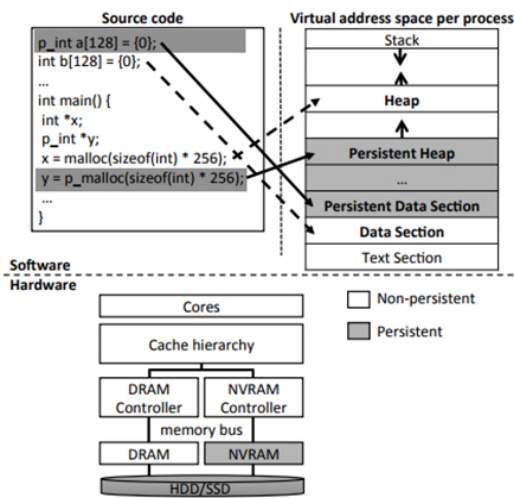 Source code
p_int a[128] = {0};
int b[128] = {0};
...
int main() {
int *x;
p_int *y;
x = malloc(sizeof(int) * 256);
y = p_malloc(sizeof(int) * 256);
...
}
Virtual address space per process
Stack
Heap
Persistent Heap
...
Persistent Data Section
Data Section
Text Section
Software
Hardware
Cores
Cache hierarchy
DRAM Controller
NVRAM Controller
memory bus
DRAM
NVRAM
HDD/SSD
Non-persistent
Persistent